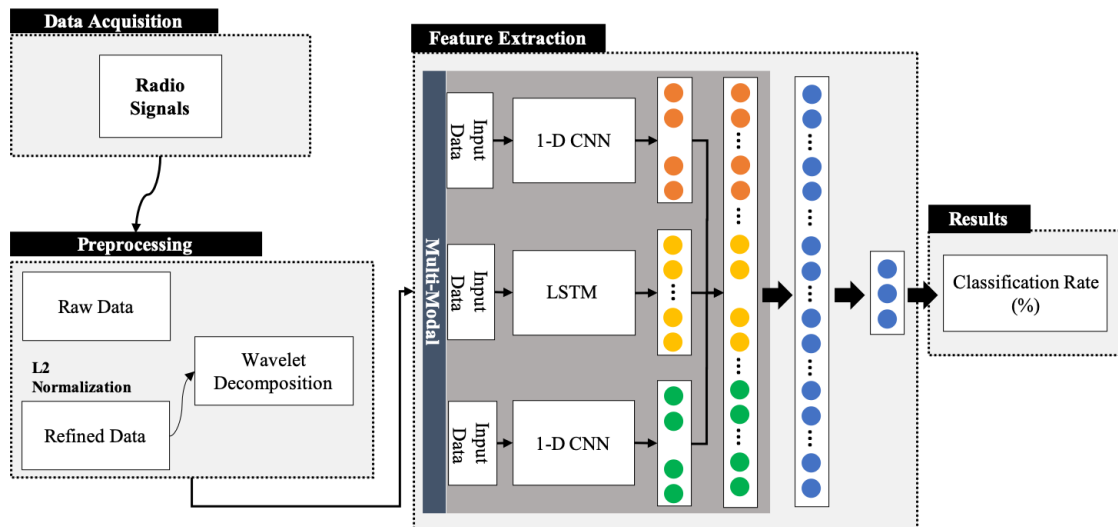 Data Acquisition
Radio
Signals
Preprocessing
Raw Data
L2
Normalization
Wavelet
Decomposition
Refined Data
Feature Extraction
Multi-Modal
Input
Data
1-D CNN
Input
Data
LSTM
Input
Data
1-D CNN
Results
Classification Rate
(%)